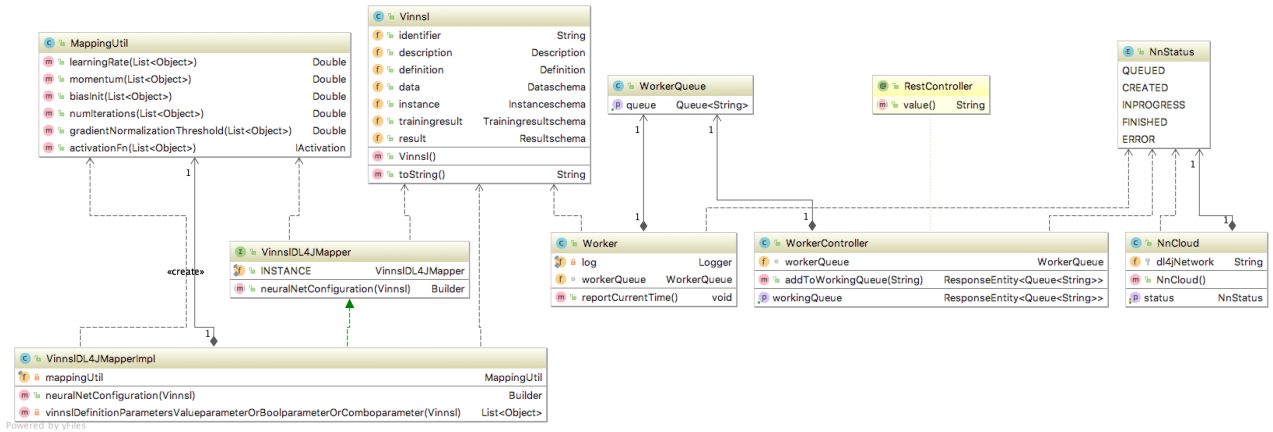 MappingUtil
learningRate(List<Object>) Double
momentum(List<Object>) Double
biasInit(List<Object>) Double
numIterations(List<Object>) Double
gradientNormalizationThreshold(List<Object>) Double
activationFn(List<Object>) IActivation
Vinnsl
identifier String
description Description
definition Definition
data Dataschema
instance Instanceschema
trainingresult Trainingresultschema
result Resultschema
Vinnsl()
toString() String
WorkerQueue
queue Queue<String>
RestController
value() String
NnStatus
QUEUED
CREATED
INPROGRESS
FINISHED
ERROR
1
1
1
1
«create»
VinnslDL4JMapper
INSTANCE VinnslDL4JMapper
neuralNetConfiguration(Vinnsl) Builder
1
1
1
1
Worker
log Logger
workerQueue WorkerQueue
reportCurrentTime() void
WorkerController
workerQueue WorkerQueue
addToWorkingQueue(String) ResponseEntity<Queue<String>>
workingQueue ResponseEntity<Queue<String>>
NnCloud
dl4jNetwork String
NnCloud()
status NnStatus
VinnslDL4JMapperImpl
mappingUtil MappingUtil
neuralNetConfiguration(Vinnsl) Builder
vinnslDefinitionParametersValueparameterOrBoolparameterOrComboparameter(Vinnsl) List<Object>
Powered by yFiles